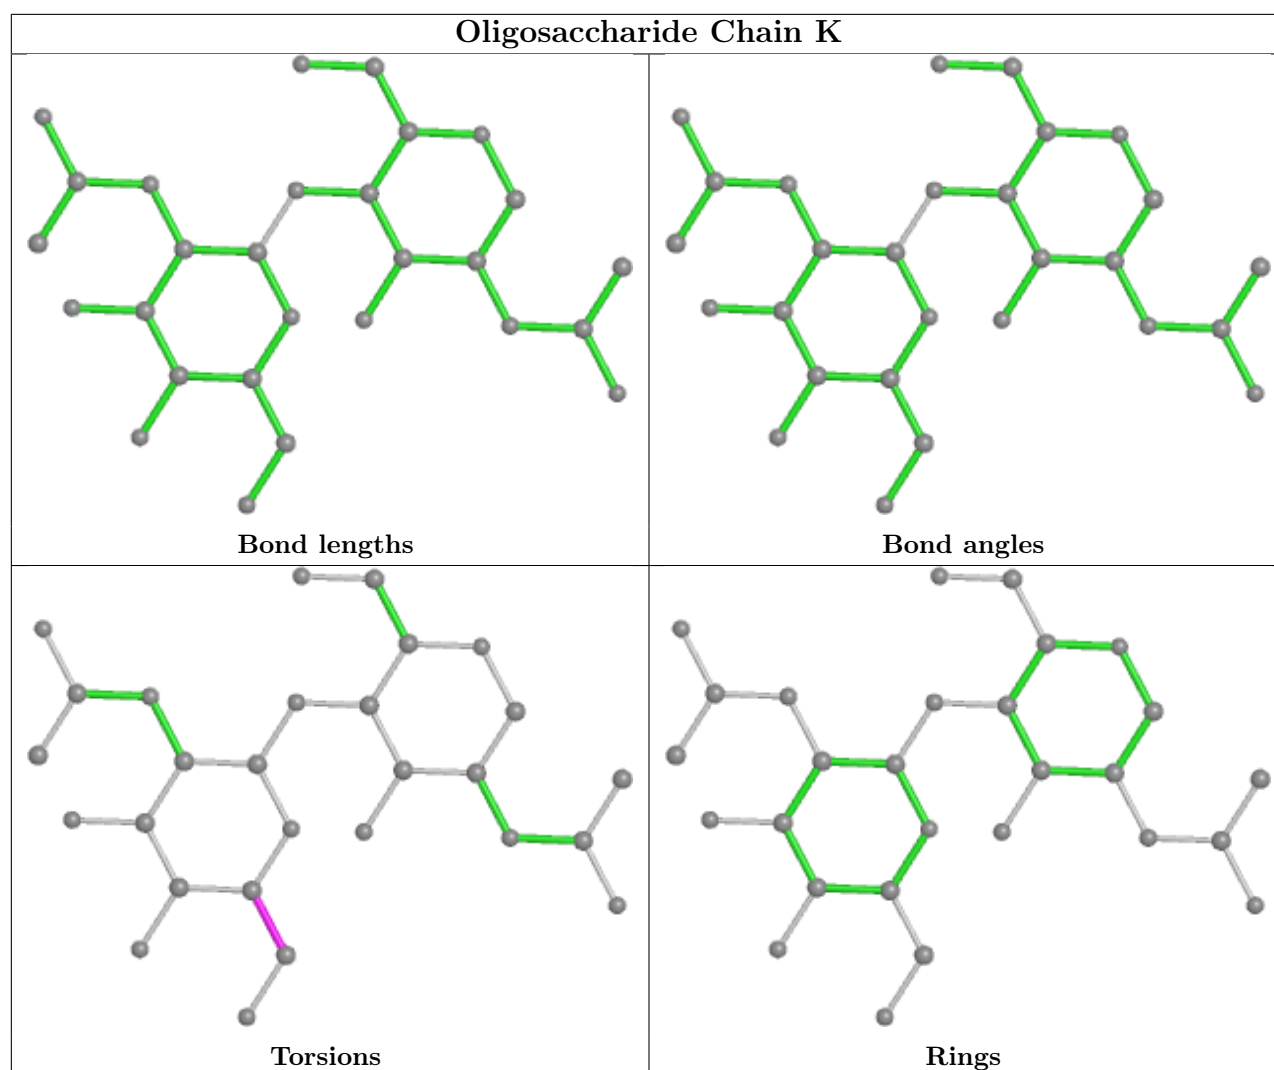 Oligosaccharide Chain K
Bond lengths
Bond angles
Torsions
Rings